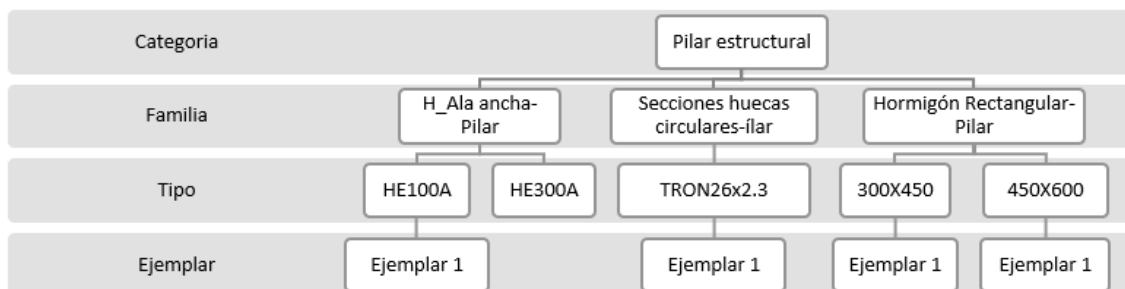 Categoria
Pilar estructural
Familia
H_Ala ancha-
Pilar
Secciones huecas
circulares-ílar
Hormigón Rectangular-
Pilar
Tipo
HE100A
HE300A
TRON26x2.3
300X450
450X600
Ejemplar
Ejemplar 1
Ejemplar 1
Ejemplar 1
Ejemplar 1